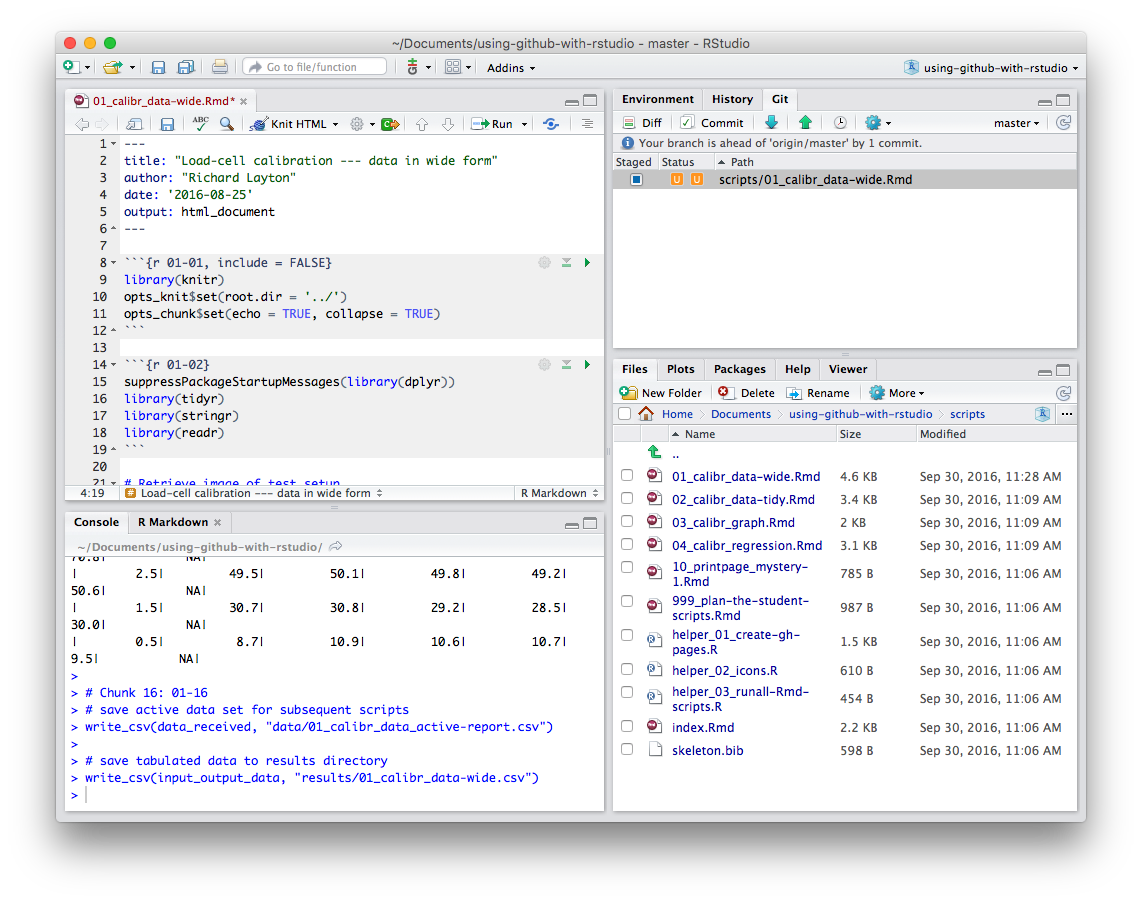 ~/Documents/using-github-with-rstudio - master - RStudio
Go to file/function
Addins
using-github-with-rstudio
01_calibr_data-wide.Rmd*
ABC
Knit HTML
Run
1 ---
2 title: "Load-cell calibration --- data in wide form"
3 author: "Richard Layton"
4 date: '2016-08-25'
5 output: html_document
6 ---
7
8 ```{r 01-01, include = FALSE}
9 library(knitr)
10 opts_knit$set(root.dir = '../')
11 opts_chunk$set(echo = TRUE, collapse = TRUE)
12 ```
13
14 ```{r 01-02}
15 suppressPackageStartupMessages(library(dplyr))
16 library(tidyr)
17 library(stringr)
18 library(readr)
19 ```
20
21 # Retrieve image of test setup
4:19 # Load-cell calibration --- data in wide form R Markdown
Console R Markdown
~/Documents/using-github-with-rstudio/
70.8| NA|
| 2.5| 49.5| 50.1| 49.8| 49.2|
50.6| NA|
| 1.5| 30.7| 30.8| 29.2| 28.5|
30.0| NA|
| 0.5| 8.7| 10.9| 10.6| 10.7|
9.5| NA|
>
> # Chunk 16: 01-16
> # save active data set for subsequent scripts
> write_csv(data_received, "data/01_calibr_data_active-report.csv")
>
> # save tabulated data to results directory
> write_csv(input_output_data, "results/01_calibr_data-wide.csv")
>
Environment History Git
Diff Commit master
Your branch is ahead of 'origin/master' by 1 commit.
Staged Status Path
U U scripts/01_calibr_data-wide.Rmd
Files Plots Packages Help Viewer
New Folder Delete Rename More
Home Documents using-github-with-rstudio scripts R ...
Name Size Modified
..
01_calibr_data-wide.Rmd 4.6 KB Sep 30, 2016, 11:28 AM
02_calibr_data-tidy.Rmd 3.4 KB Sep 30, 2016, 11:09 AM
03_calibr_graph.Rmd 2 KB Sep 30, 2016, 11:09 AM
04_calibr_regression.Rmd 3.1 KB Sep 30, 2016, 11:09 AM
10_printpage_mystery-
1.Rmd 785 B Sep 30, 2016, 11:06 AM
999_plan-the-student-
scripts.Rmd 987 B Sep 30, 2016, 11:06 AM
helper_01_create-gh-
pages.R 1.5 KB Sep 30, 2016, 11:06 AM
helper_02_icons.R 610 B Sep 30, 2016, 11:06 AM
helper_03_runall-Rmd-
scripts.R 454 B Sep 30, 2016, 11:06 AM
index.Rmd 2.2 KB Sep 30, 2016, 11:06 AM
skeleton.bib 598 B Sep 30, 2016, 11:06 AM